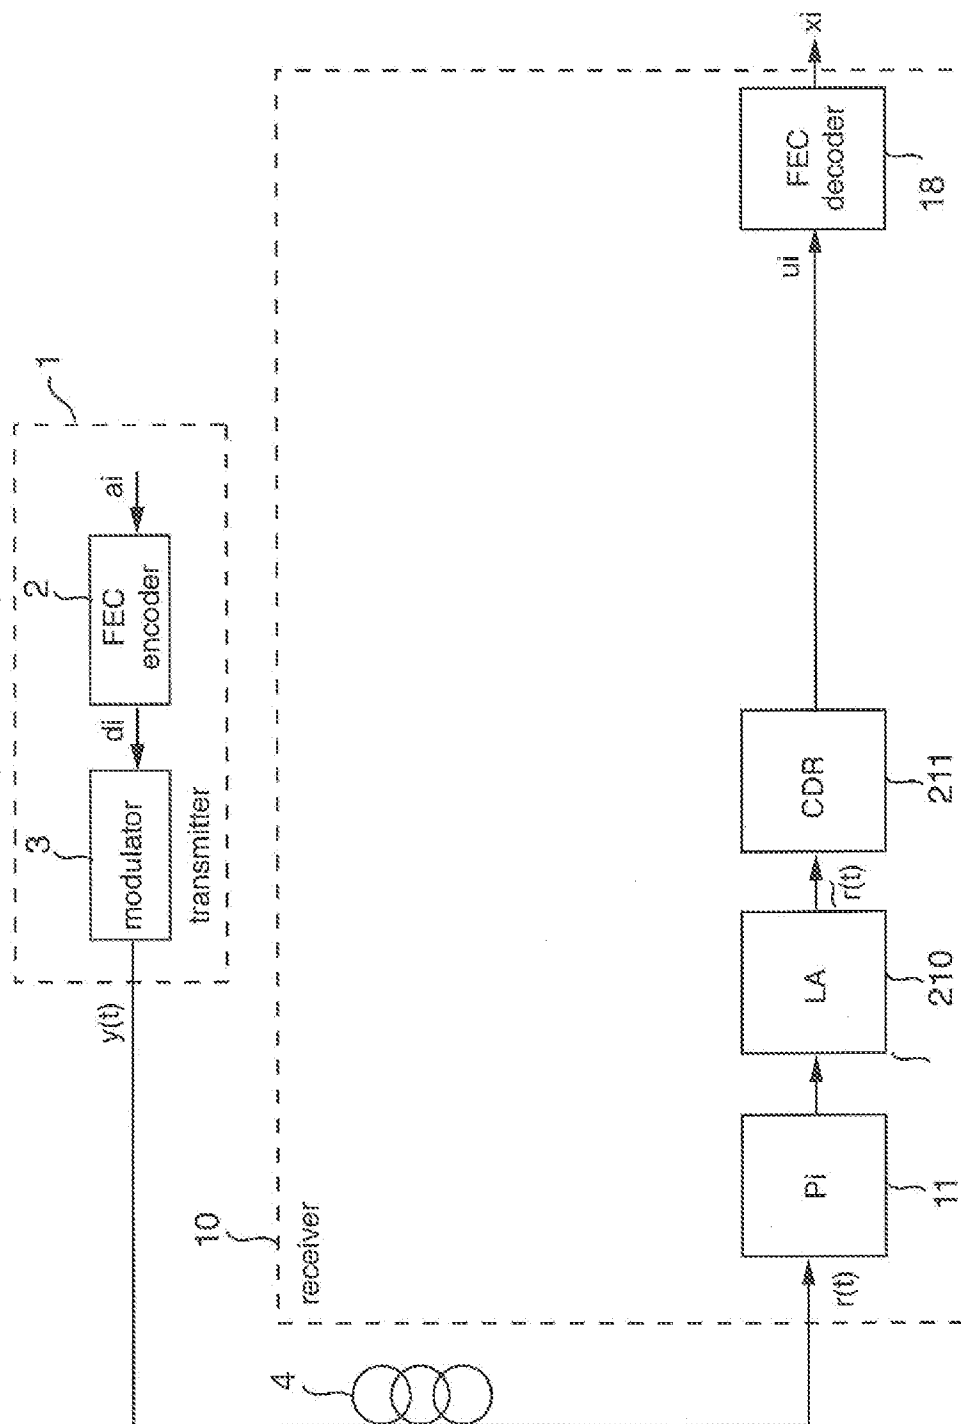 1
ai
2
FEC
encoder
di
3
modulator
transmitter
y(t)
4
10
receiver
r(t)
Pi
11
LA
210
r̃(t)
CDR
211
ui
FEC
decoder
18
xi